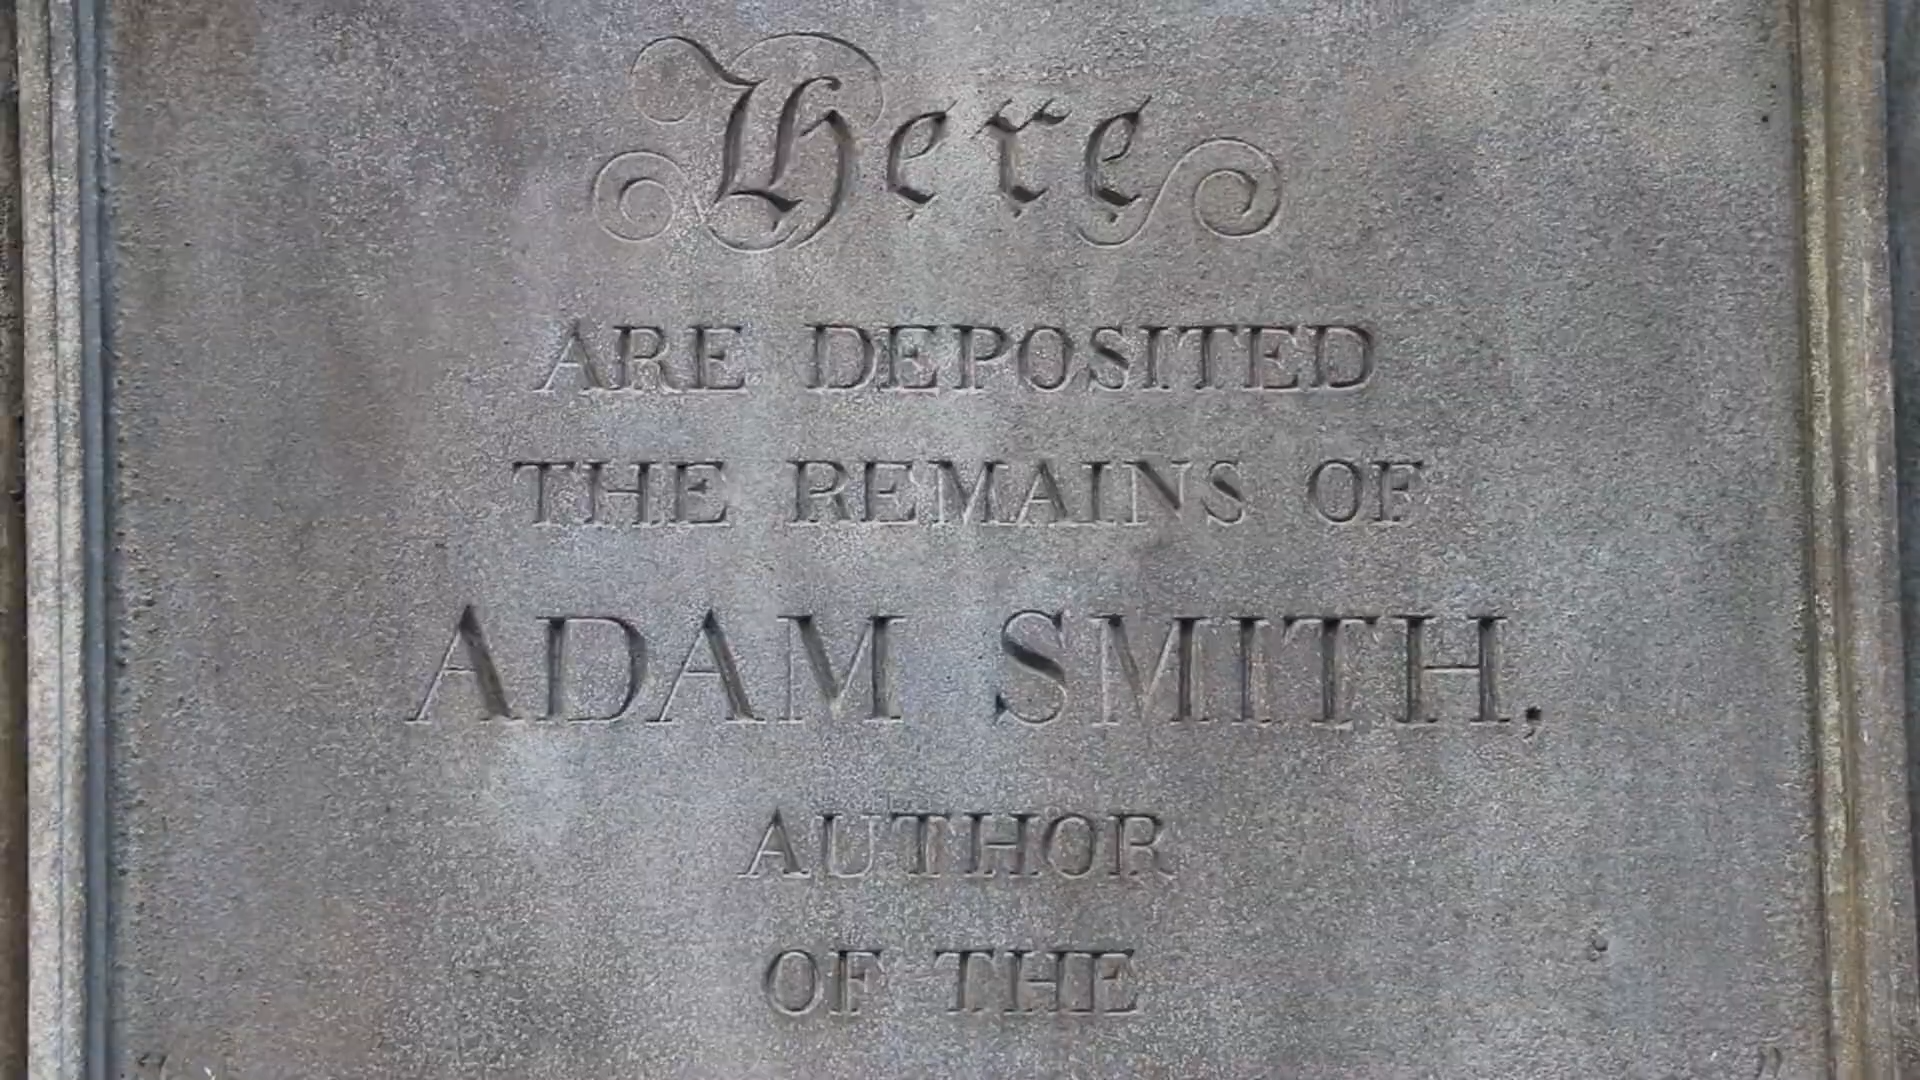 Here
ARE DEPOSITED
THE REMAINS OF
ADAM SMITH,
AUTHOR
OF THE